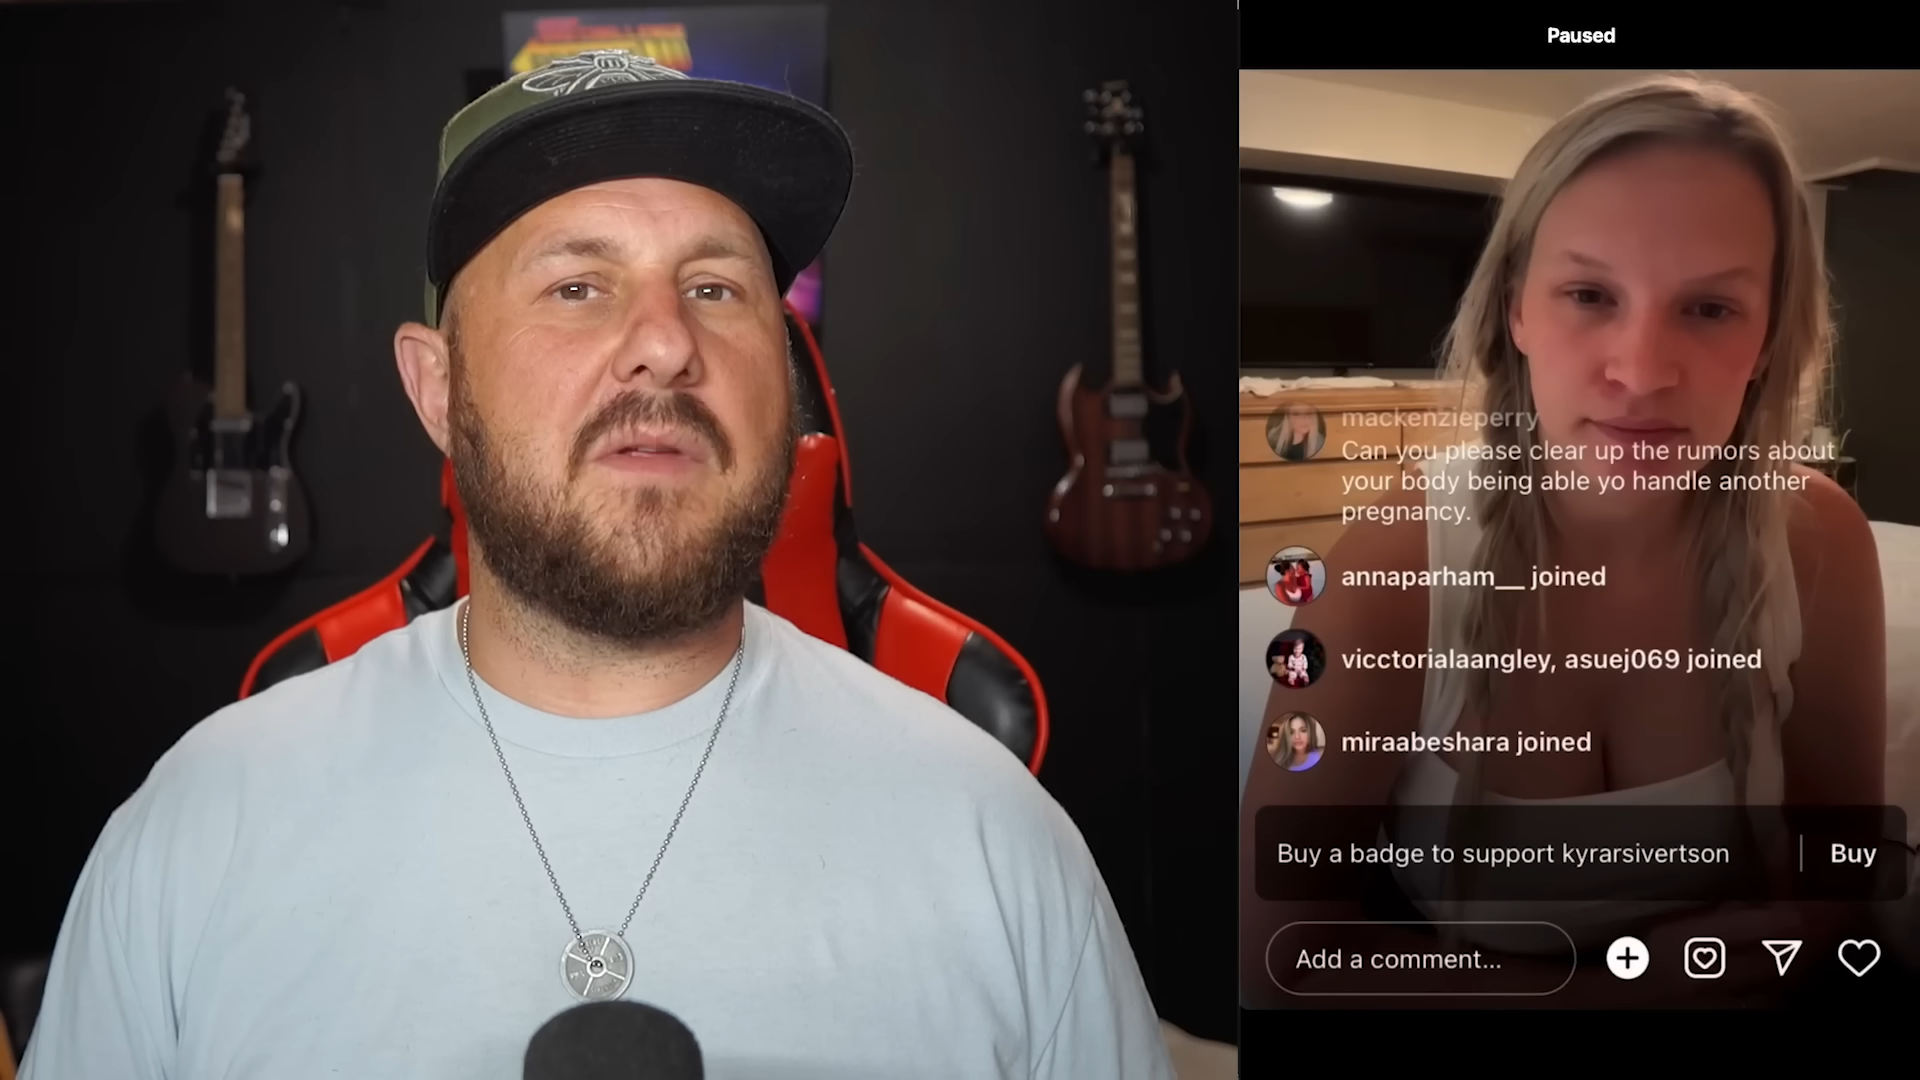 Paused
mackenzieperry
Can you please clear up the rumors about
your body being able yo handle another
pregnancy.
annaparham__ joined
vicctorialaangley, asuej069 joined
miraabeshara joined
Buy a badge to support kyrarsivertson
Buy
Add a comment...